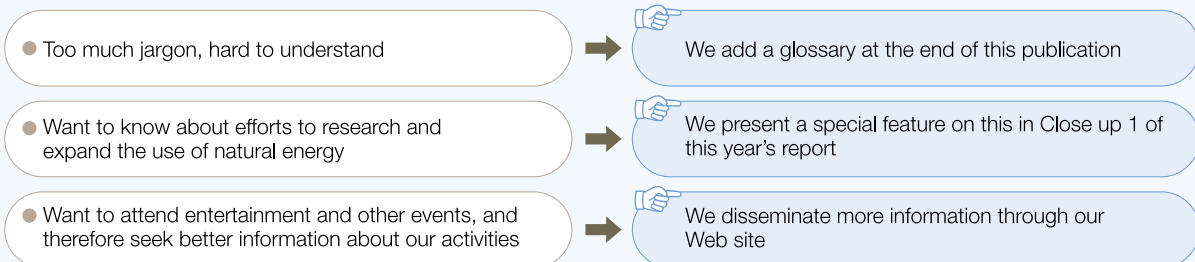 Too much jargon, hard to understand
We add a glossary at the end of this publication
Want to know about efforts to research and
expand the use of natural energy
We present a special feature on this in Close up 1 of
this year's report
Want to attend entertainment and other events, and
therefore seek better information about our activities
We disseminate more information through our
Web site